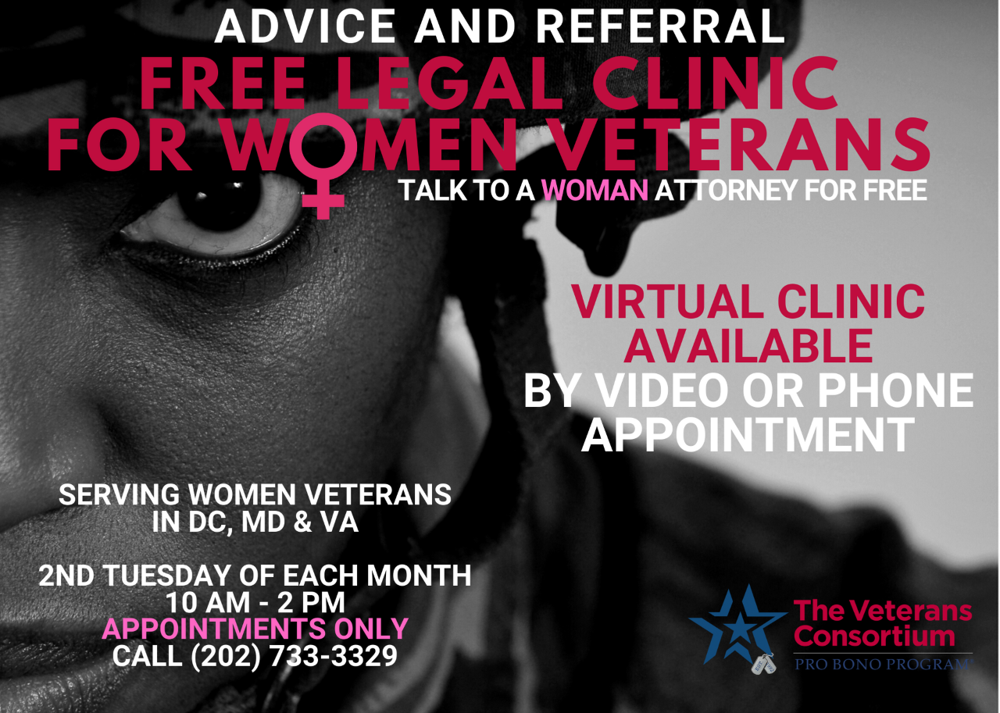 ADVICE AND REFERRAL
FREE LEGAL CLINIC
FOR WOMEN VETERANS
TALK TO A WOMAN ATTORNEY FOR FREE
VIRTUAL CLINIC
AVAILABLE
BY VIDEO OR PHONE
APPOINTMENT
SERVING WOMEN VETERANS
IN DC, MD & VA
2ND TUESDAY OF EACH MONTH
10 AM - 2 PM
APPOINTMENTS ONLY
CALL (202) 733-3329
The Veterans
Consortium
PRO BONO PROGRAM